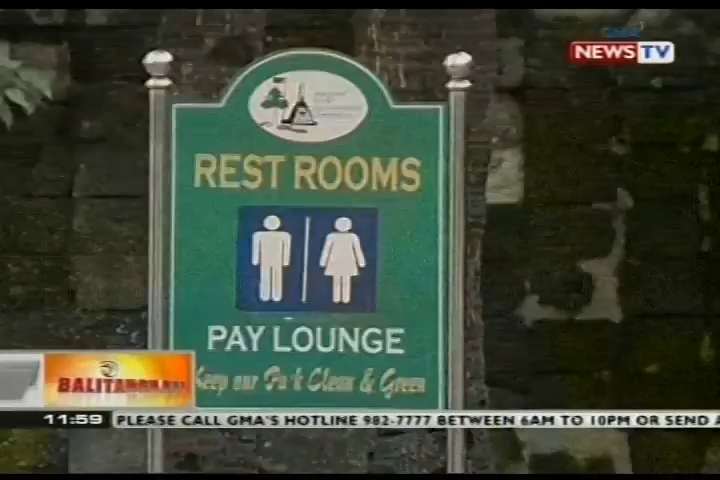 NEWS TV
REST ROOMS
PAY LOUNGE
Keep our Park Clean & Green
BALITANGHALI
11:59 PLEASE CALL GMA'S HOTLINE 982-7777 BETWEEN 6AM TO 10PM OR SEND A